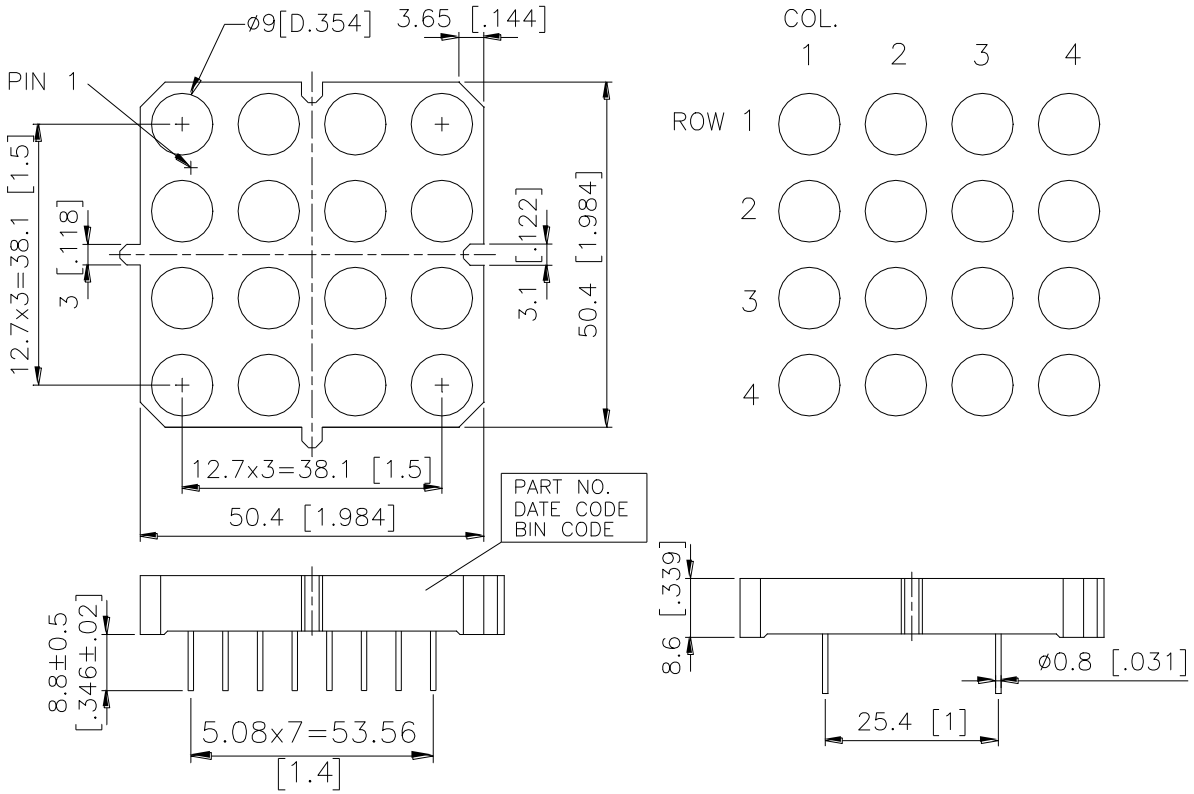 ø9[D.354]
3.65 [.144]
PIN 1
12.7x3=38.1 [1.5]
3 [.118]
3.1 [.122]
50.4 [1.984]
12.7x3=38.1 [1.5]
50.4 [1.984]
COL.
1 2 3 4
ROW 1
2
3
4
PART NO.
DATE CODE
BIN CODE
8.8±0.5
[.346±.02]
5.08x7=53.56
[1.4]
8.6 [.339]
ø0.8 [.031]
25.4 [1]